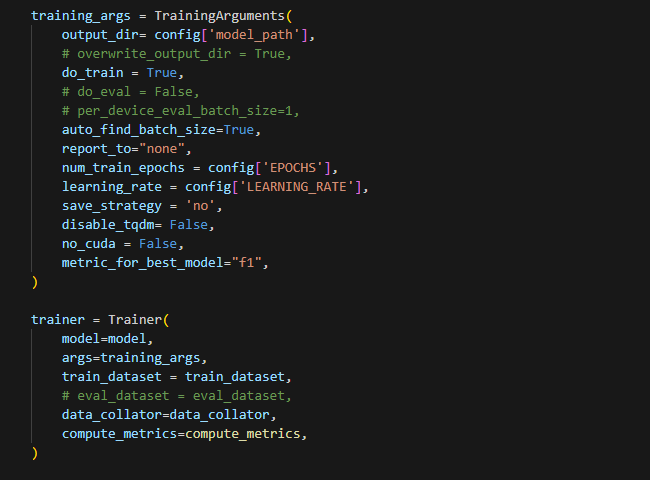 training_args = TrainingArguments(
    output_dir= config['model_path'],
    # overwrite_output_dir = True,
    do_train = True,
    # do_eval = False,
    # per_device_eval_batch_size=1,
    auto_find_batch_size=True,
    report_to="none",
    num_train_epochs = config['EPOCHS'],
    learning_rate = config['LEARNING_RATE'],
    save_strategy = 'no',
    disable_tqdm= False,
    no_cuda = False,
    metric_for_best_model="f1",
)
trainer = Trainer(
    model=model,
    args=training_args,
    train_dataset = train_dataset,
    # eval_dataset = eval_dataset,
    data_collator=data_collator,
    compute_metrics=compute_metrics,
)